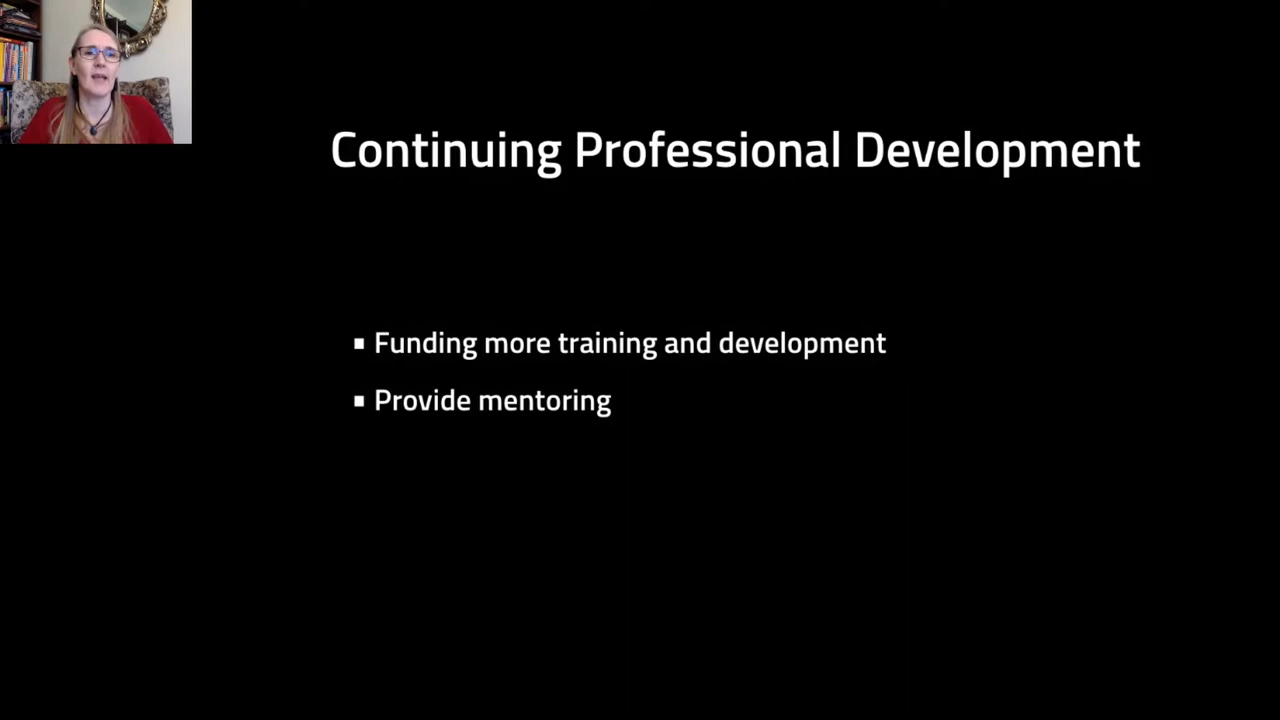 Continuing Professional Development
▪ Funding more training and development
▪ Provide mentoring